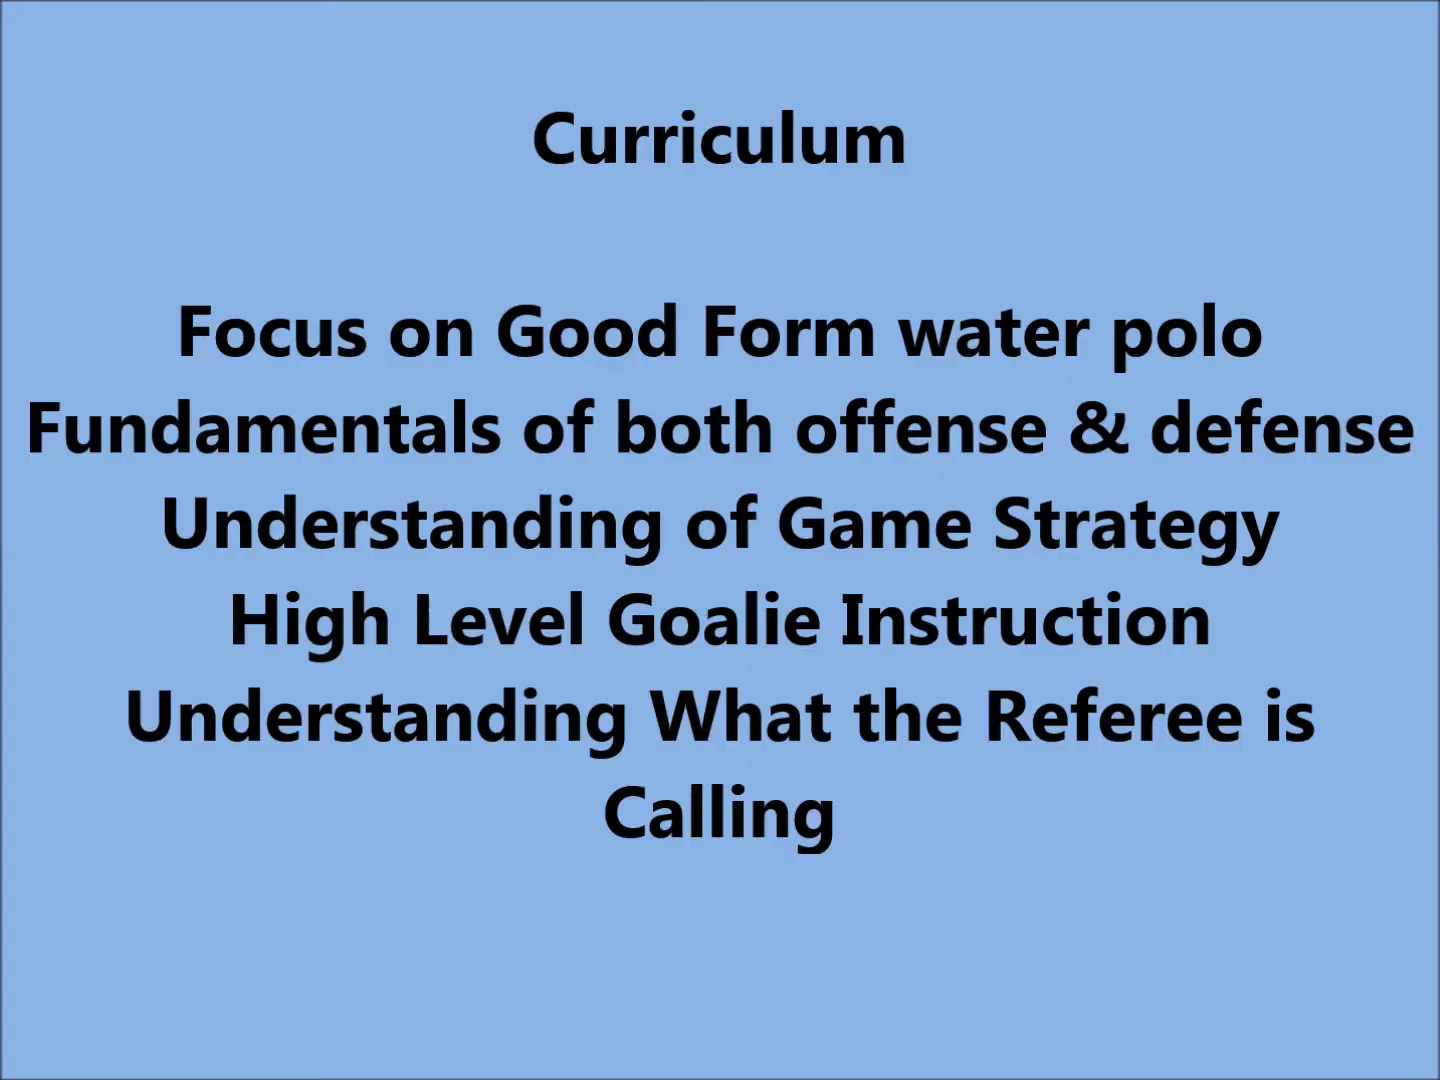 Curriculum
Focus on Good Form water polo
Fundamentals of both offense & defense
Understanding of Game Strategy
High Level Goalie Instruction
Understanding What the Referee is
Calling